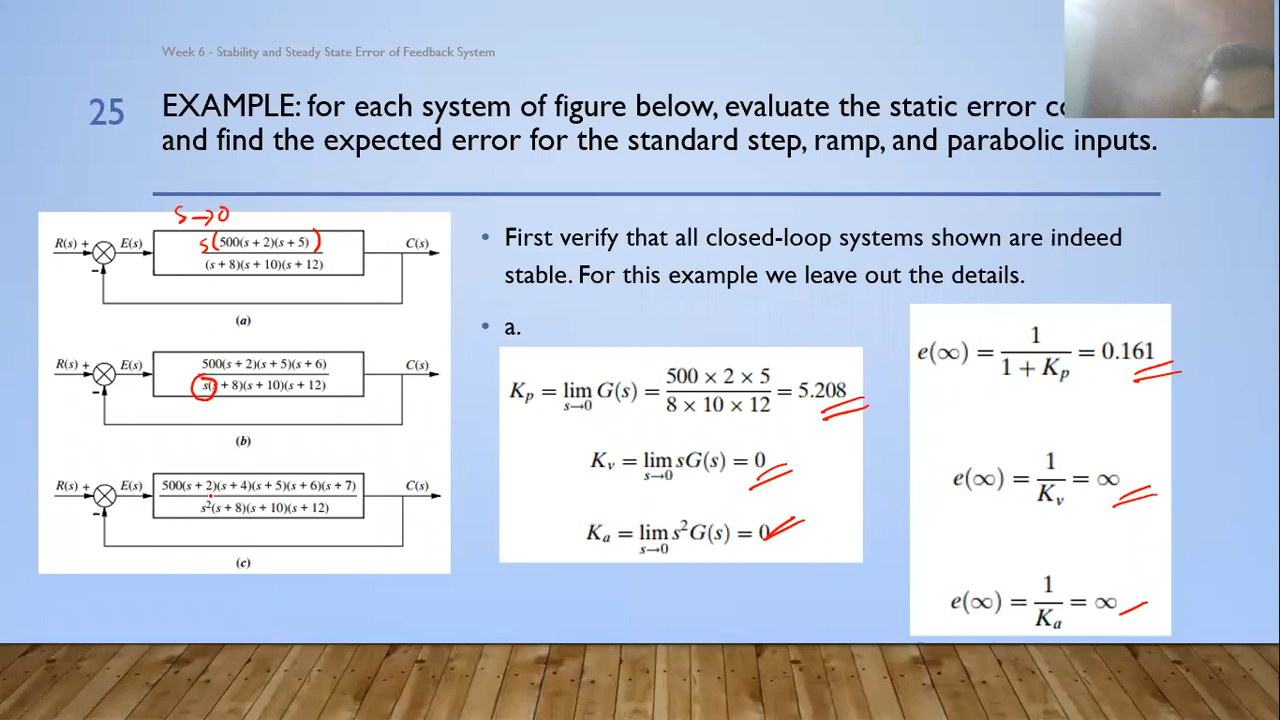 Week 6 - Stability and Steady State Error of Feedback System
25
EXAMPLE: for each system of figure below, evaluate the static error
and find the expected error for the standard step, ramp, and parabolic inputs.
s→0
R(s) + E(s) s(500(s + 2)(s + 5)) C(s)
(s + 8)(s + 10)(s + 12)
−
(a)
R(s) + E(s) 500(s + 2)(s + 5)(s + 6) C(s)
s(s + 8)(s + 10)(s + 12)
−
(b)
R(s) + E(s) 500(s + 2)(s + 4)(s + 5)(s + 6)(s + 7) C(s)
s²(s + 8)(s + 10)(s + 12)
−
(c)
• First verify that all closed-loop systems shown are indeed
stable. For this example we leave out the details.
• a.
Kₚ = lim s→0 G(s) = 500 × 2 × 5 / 8 × 10 × 12 = 5.208
Kᵥ = lim s→0 sG(s) = 0
Kₐ = lim s→0 s²G(s) = 0
e(∞) = 1 / 1 + Kₚ = 0.161
e(∞) = 1 / Kᵥ = ∞
e(∞) = 1 / Kₐ = ∞